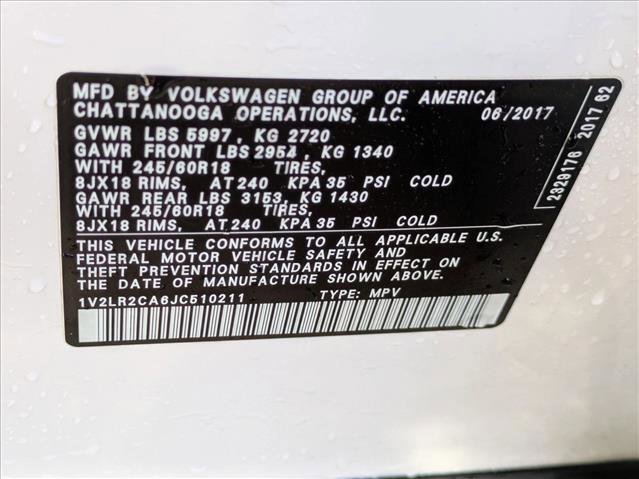 MFD BY VOLKSWAGEN GROUP OF AMERICA
CHATTANOOGA OPERATIONS, LLC. 06/2017
GVWR LBS 5997, KG 2720
GAWR FRONT LBS 2954, KG 1340
WITH 245/60R18 TIRES,
8JX18 RIMS, AT 240 KPA 35 PSI COLD
GAWR REAR LBS 3153, KG 1430
WITH 245/60R18 TIRES,
8JX18 RIMS, AT 240 KPA 35 PSI COLD
THIS VEHICLE CONFORMS TO ALL APPLICABLE U.S.
FEDERAL MOTOR VEHICLE SAFETY AND
THEFT PREVENTION STANDARDS IN EFFECT ON
THE DATE OF MANUFACTURE SHOWN ABOVE.
1V2LR2CA6JC510211 TYPE: MPV
2329176 2017 62